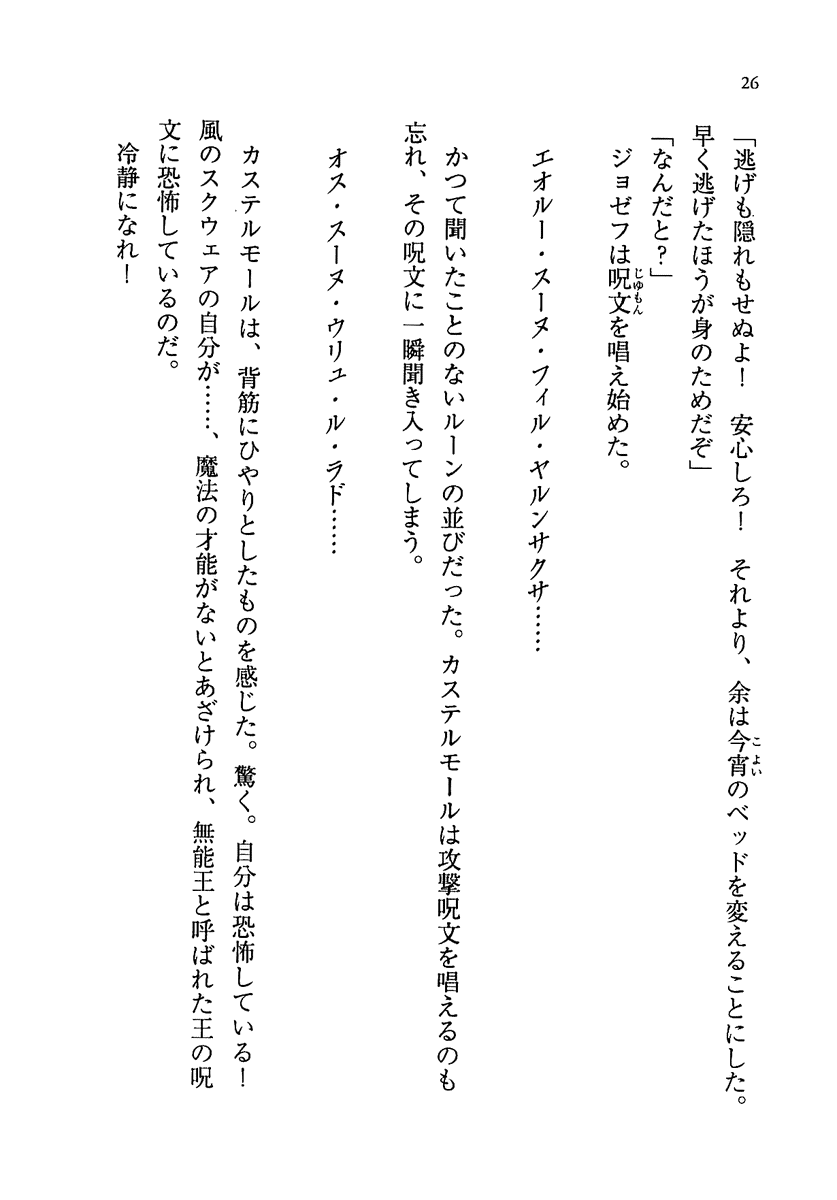 26
「逃げも隠れもせぬよ！　安心しろ！　それより、余は今宵のベッドを変えることにした。
早く逃げたほうが身のためだぞ」
「なんだと？」
　ジョゼフは呪文を唱え始めた。
　エオルー・スーヌ・フィル・ヤルンサクサ……
　かつて聞いたことのないルーンの並びだった。カステルモールは攻撃呪文を唱えるのも
忘れ、その呪文に一瞬聞き入ってしまう。
　オス・スーヌ・ウリュ・ル・ラド……
　カステルモールは、背筋にひやりとしたものを感じた。驚く。自分は恐怖している！
風のスクウェアの自分が……、魔法の才能がないとあざけられ、無能王と呼ばれた王の呪
文に恐怖しているのだ。
　冷静になれ！